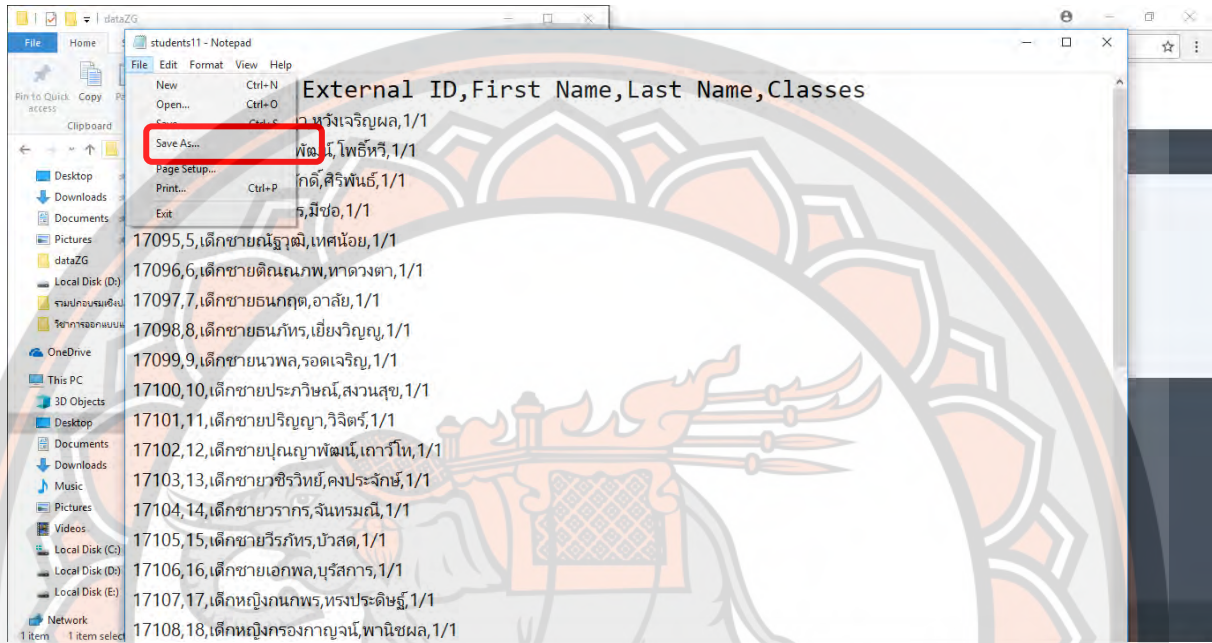 dataZG
File Home
Pin to Quick access
Copy
Clipboard
Desktop
Downloads
Documents
Pictures
dataZG
Local Disk (D:)
OneDrive
This PC
3D Objects
Desktop
Documents
Downloads
Music
Pictures
Videos
Local Disk (C:)
Local Disk (D:)
Local Disk (E:)
Network
1 item 1 item select
students11 - Notepad
File Edit Format View Help
New Ctrl+N
Open... Ctrl+O
Save Ctrl+S
Save As...
Page Setup...
Print... Ctrl+P
Exit
External ID,First Name,Last Name,Classes
หวังเจริญผล,1/1
โพธิ์หวี,1/1
ศิริพันธ์,1/1
มีช่อ,1/1
17095,5,เด็กชายณัฐวุฒิ,เทศน้อย,1/1
17096,6,เด็กชายติณณภพ,ทาดวงตา,1/1
17097,7,เด็กชายธนกฤต,อาลัย,1/1
17098,8,เด็กชายธนภัทร,เยี่ยงวิญญู,1/1
17099,9,เด็กชายนวพล,รอดเจริญ,1/1
17100,10,เด็กชายประภวิษณ์,สงวนสุข,1/1
17101,11,เด็กชายปริญญา,วิจิตร์,1/1
17102,12,เด็กชายปุณญาพัฒน์,เถาว์โท,1/1
17103,13,เด็กชายวชิรวิทย์,คงประจักษ์,1/1
17104,14,เด็กชายวรากร,จันทรมณี,1/1
17105,15,เด็กชายวีรภัทร,บัวสด,1/1
17106,16,เด็กชายเอกพล,บุรัสการ,1/1
17107,17,เด็กหญิงกนกพร,ทรงประดิษฐ์,1/1
17108,18,เด็กหญิงกรองกาญจน์,พานิชผล,1/1